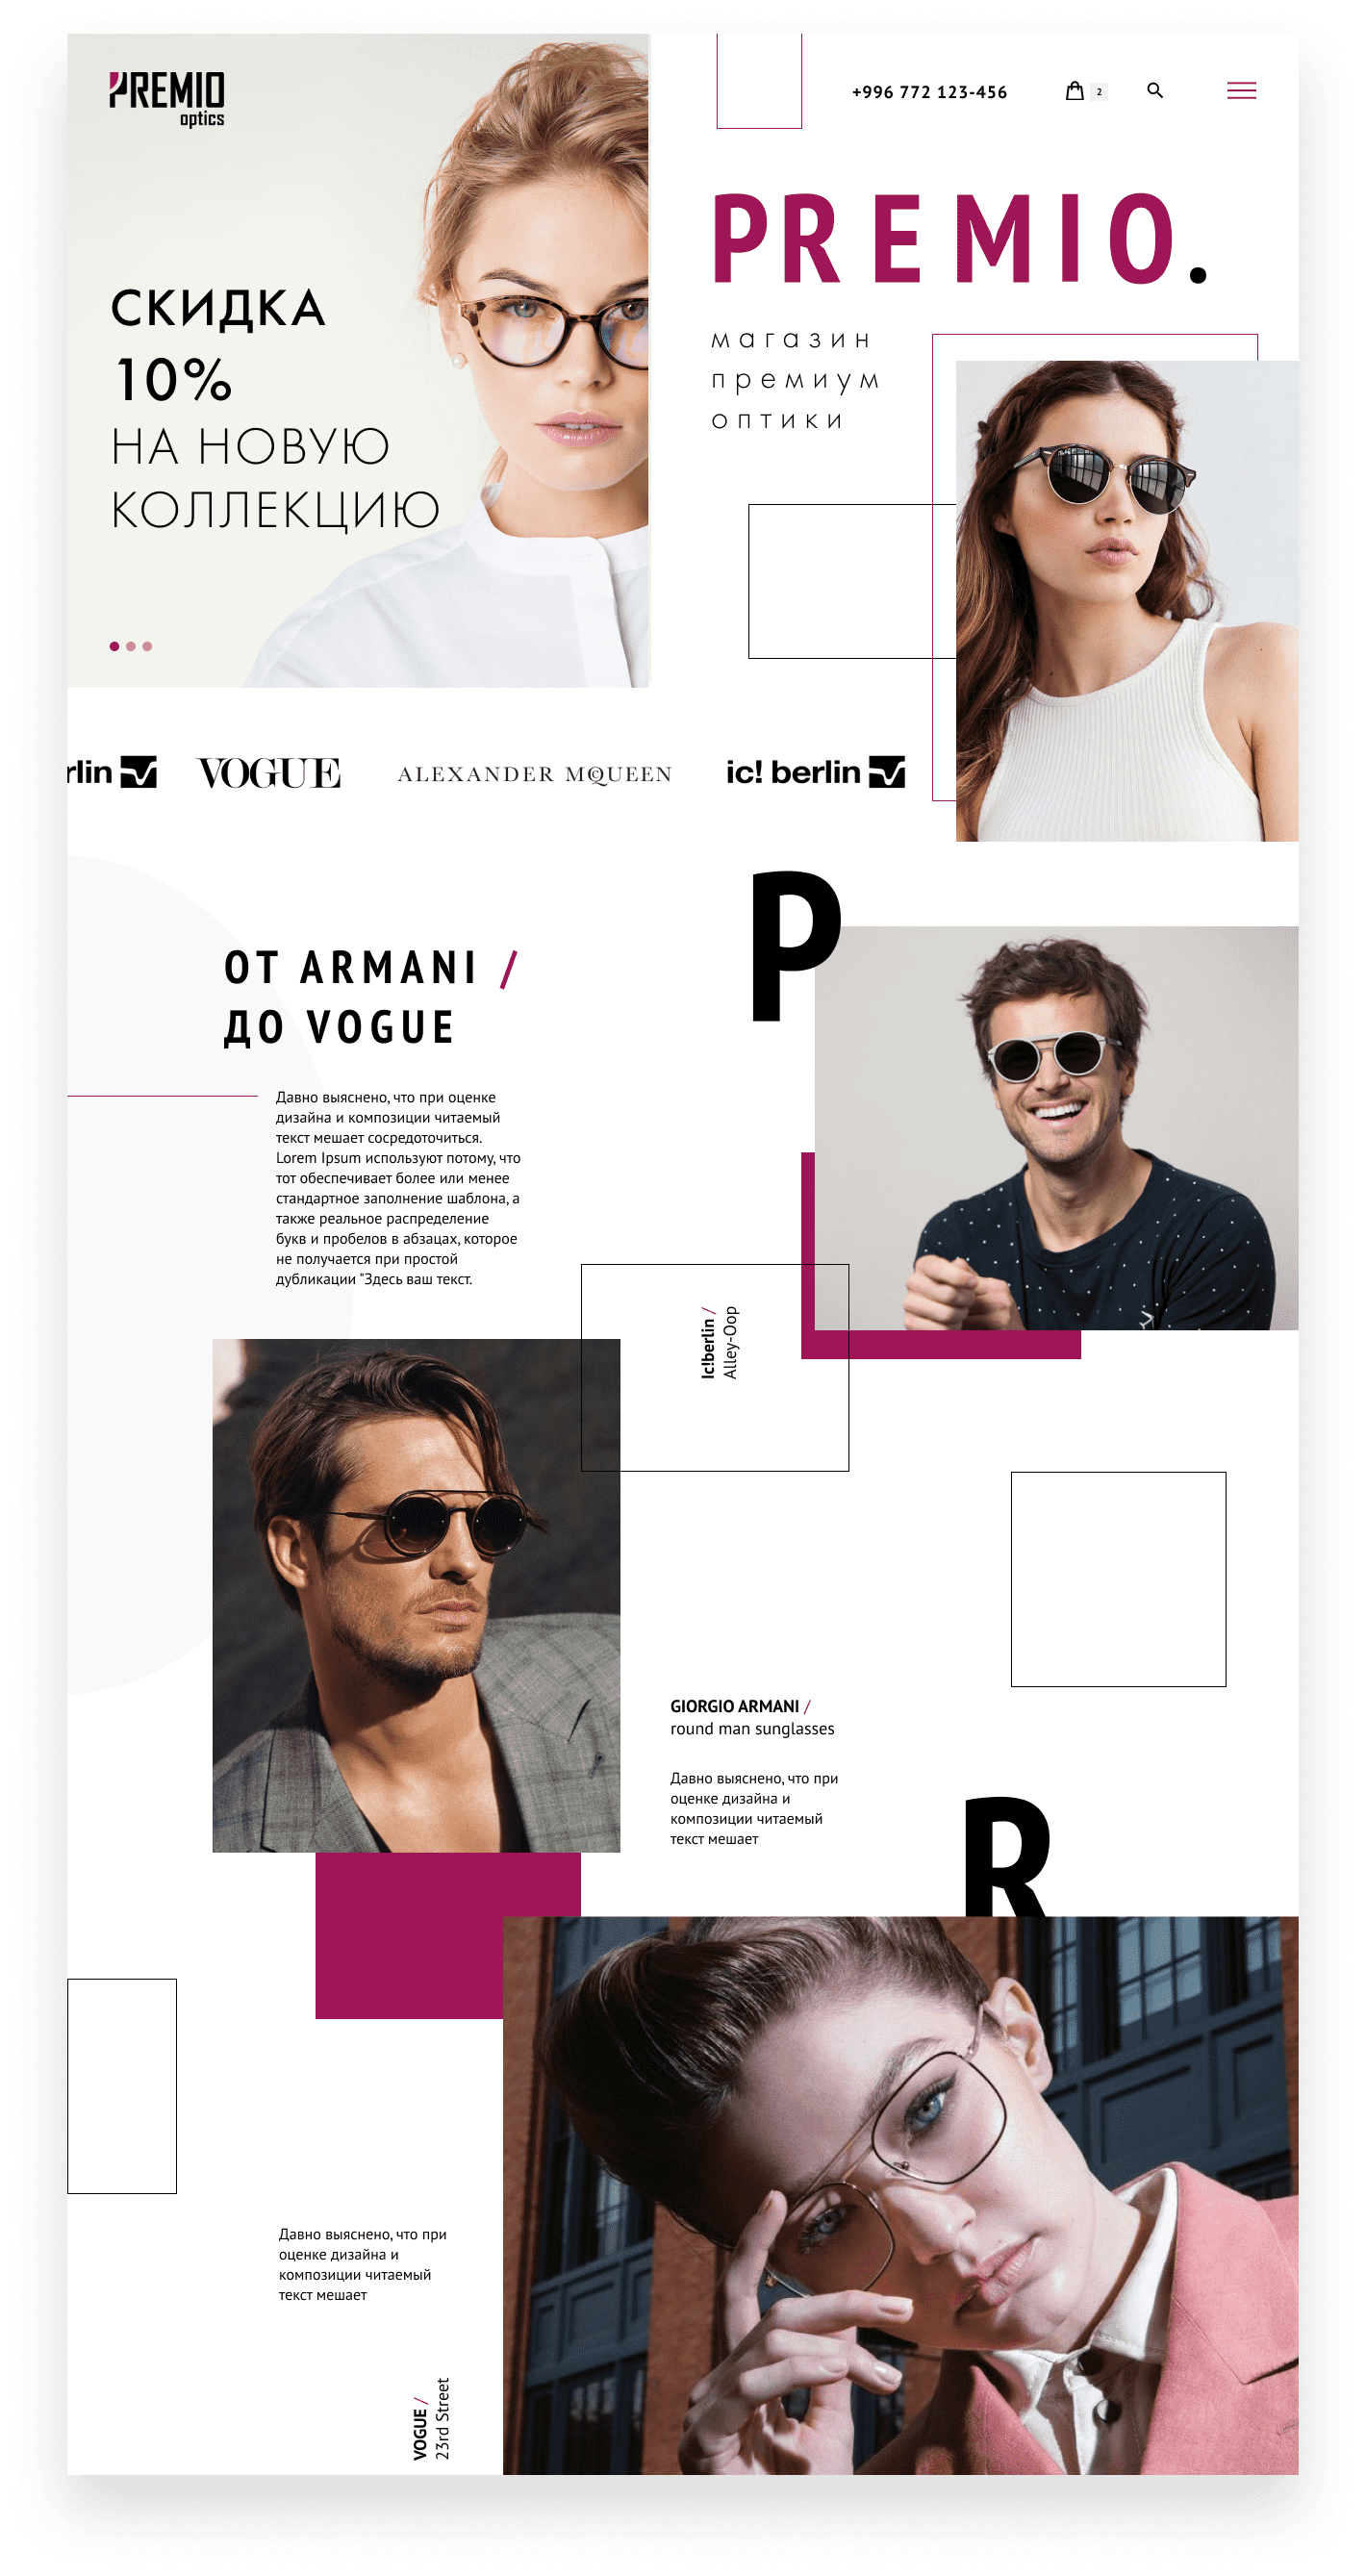 PREMIO
optics
+996 772 123-456
2
СКИДКА
10%
НА НОВУЮ
КОЛЛЕКЦИЮ
PREMIO.
магазин
премиум
оптики
rlin
VOGUE
ALEXANDER MQUEEN
ic! berlin
P
ОТ ARMANI /
ДО VOGUE
Давно выяснено, что при оценке
дизайна и композиции читаемый
текст мешает сосредоточиться.
Lorem Ipsum используют потому, что
тот обеспечивает более или менее
стандартное заполнение шаблона, а
также реальное распределение
букв и пробелов в абзацах, которое
не получается при простой
дубликации "Здесь ваш текст.
Ic!berlin /
Alley-Oop
GIORGIO ARMANI /
round man sunglasses
Давно выяснено, что при
оценке дизайна и
композиции читаемый
текст мешает
R
Давно выяснено, что при
оценке дизайна и
композиции читаемый
текст мешает
VOGUE /
23rd Street